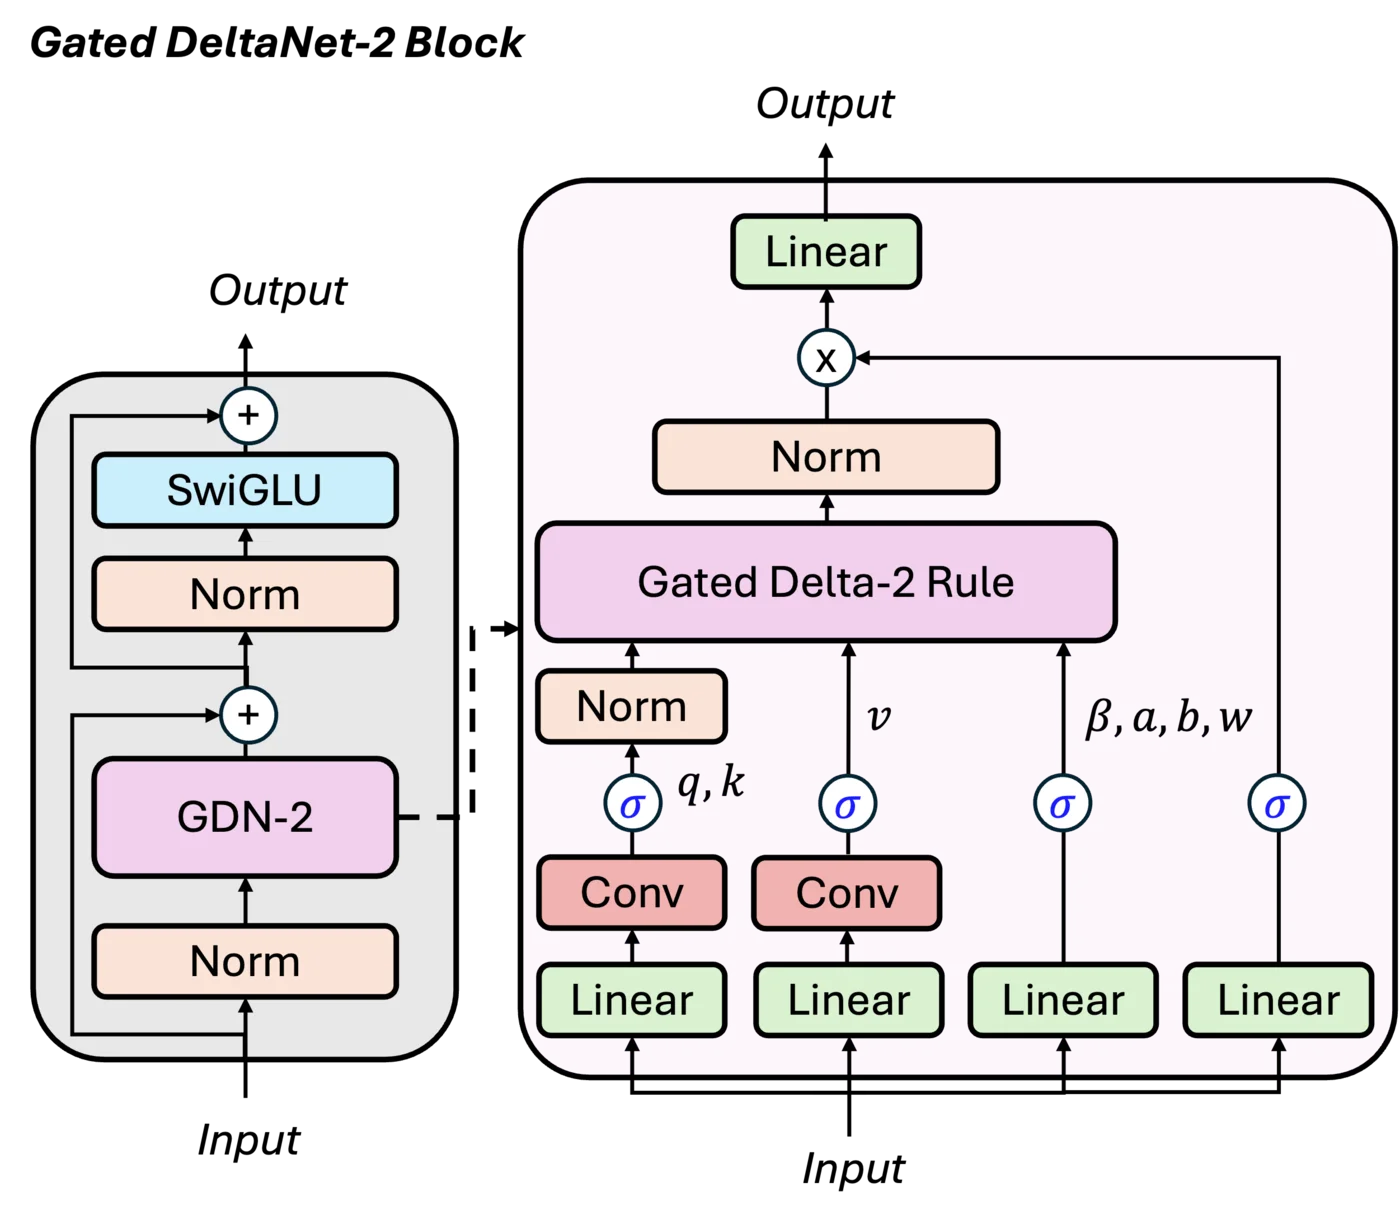 Gated DeltaNet-2 Block
Output
+
SwiGLU
Norm
+
GDN-2
Norm
Input
Output
Linear
x
Norm
Gated Delta-2 Rule
Norm
v
β, a, b, w
q, k
σ σ σ σ
Conv Conv
Linear Linear Linear Linear
Input